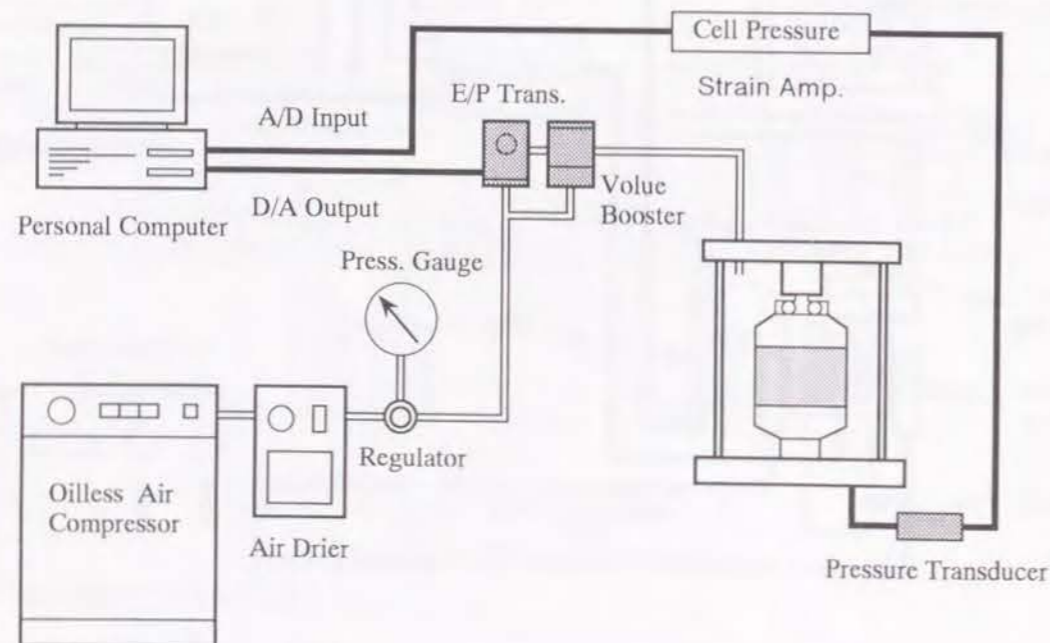 Cell Pressure
Strain Amp.
E/P Trans.
A/D Input
D/A Output
Volue
Booster
Personal Computer
Press. Gauge
Regulator
Oilless Air
Compressor
Air Drier
Pressure Transducer